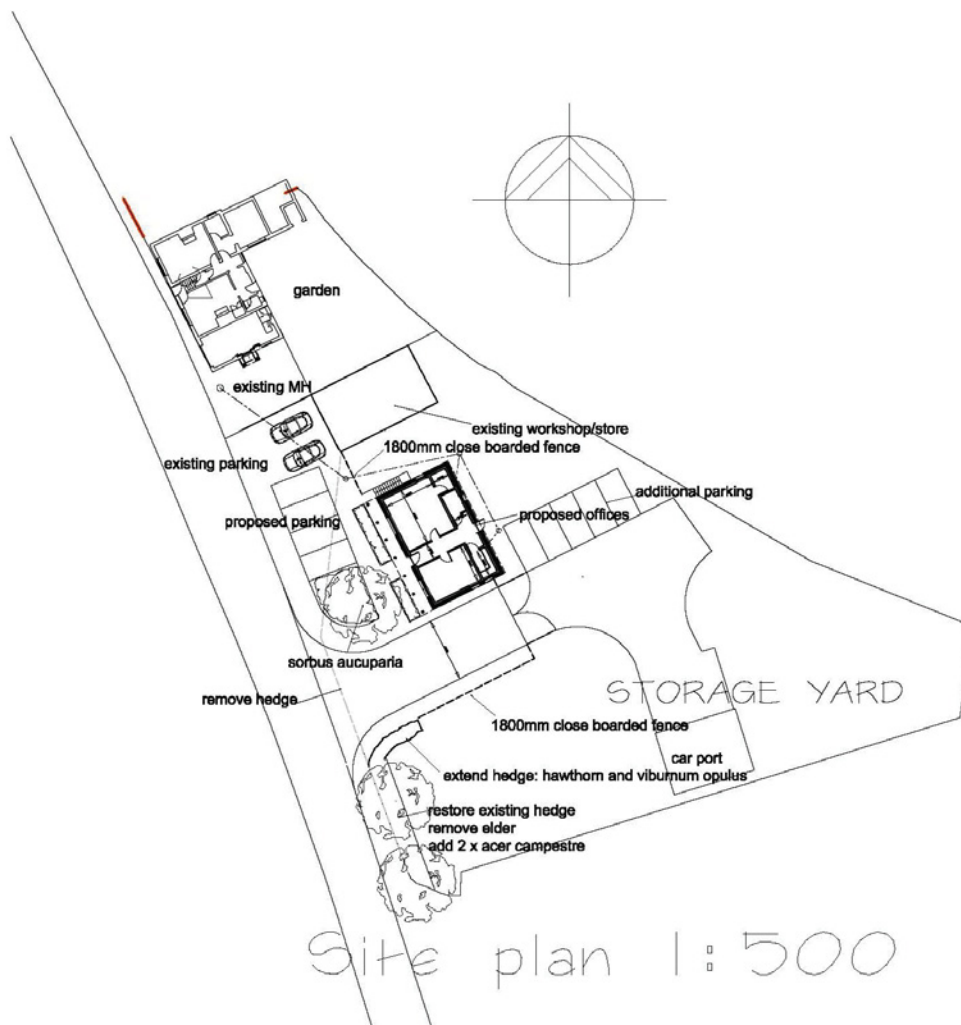 garden
existing MH
existing workshop/store
1800mm close boarded fence
existing parking
additional parking
proposed parking
proposed offices
sorbus aucuparia
remove hedge
STORAGE YARD
1800mm close boarded fence
car port
extend hedge: hawthorn and viburnum opulus
restore existing hedge
remove elder
add 2 x acer campestre
Site plan 1:500